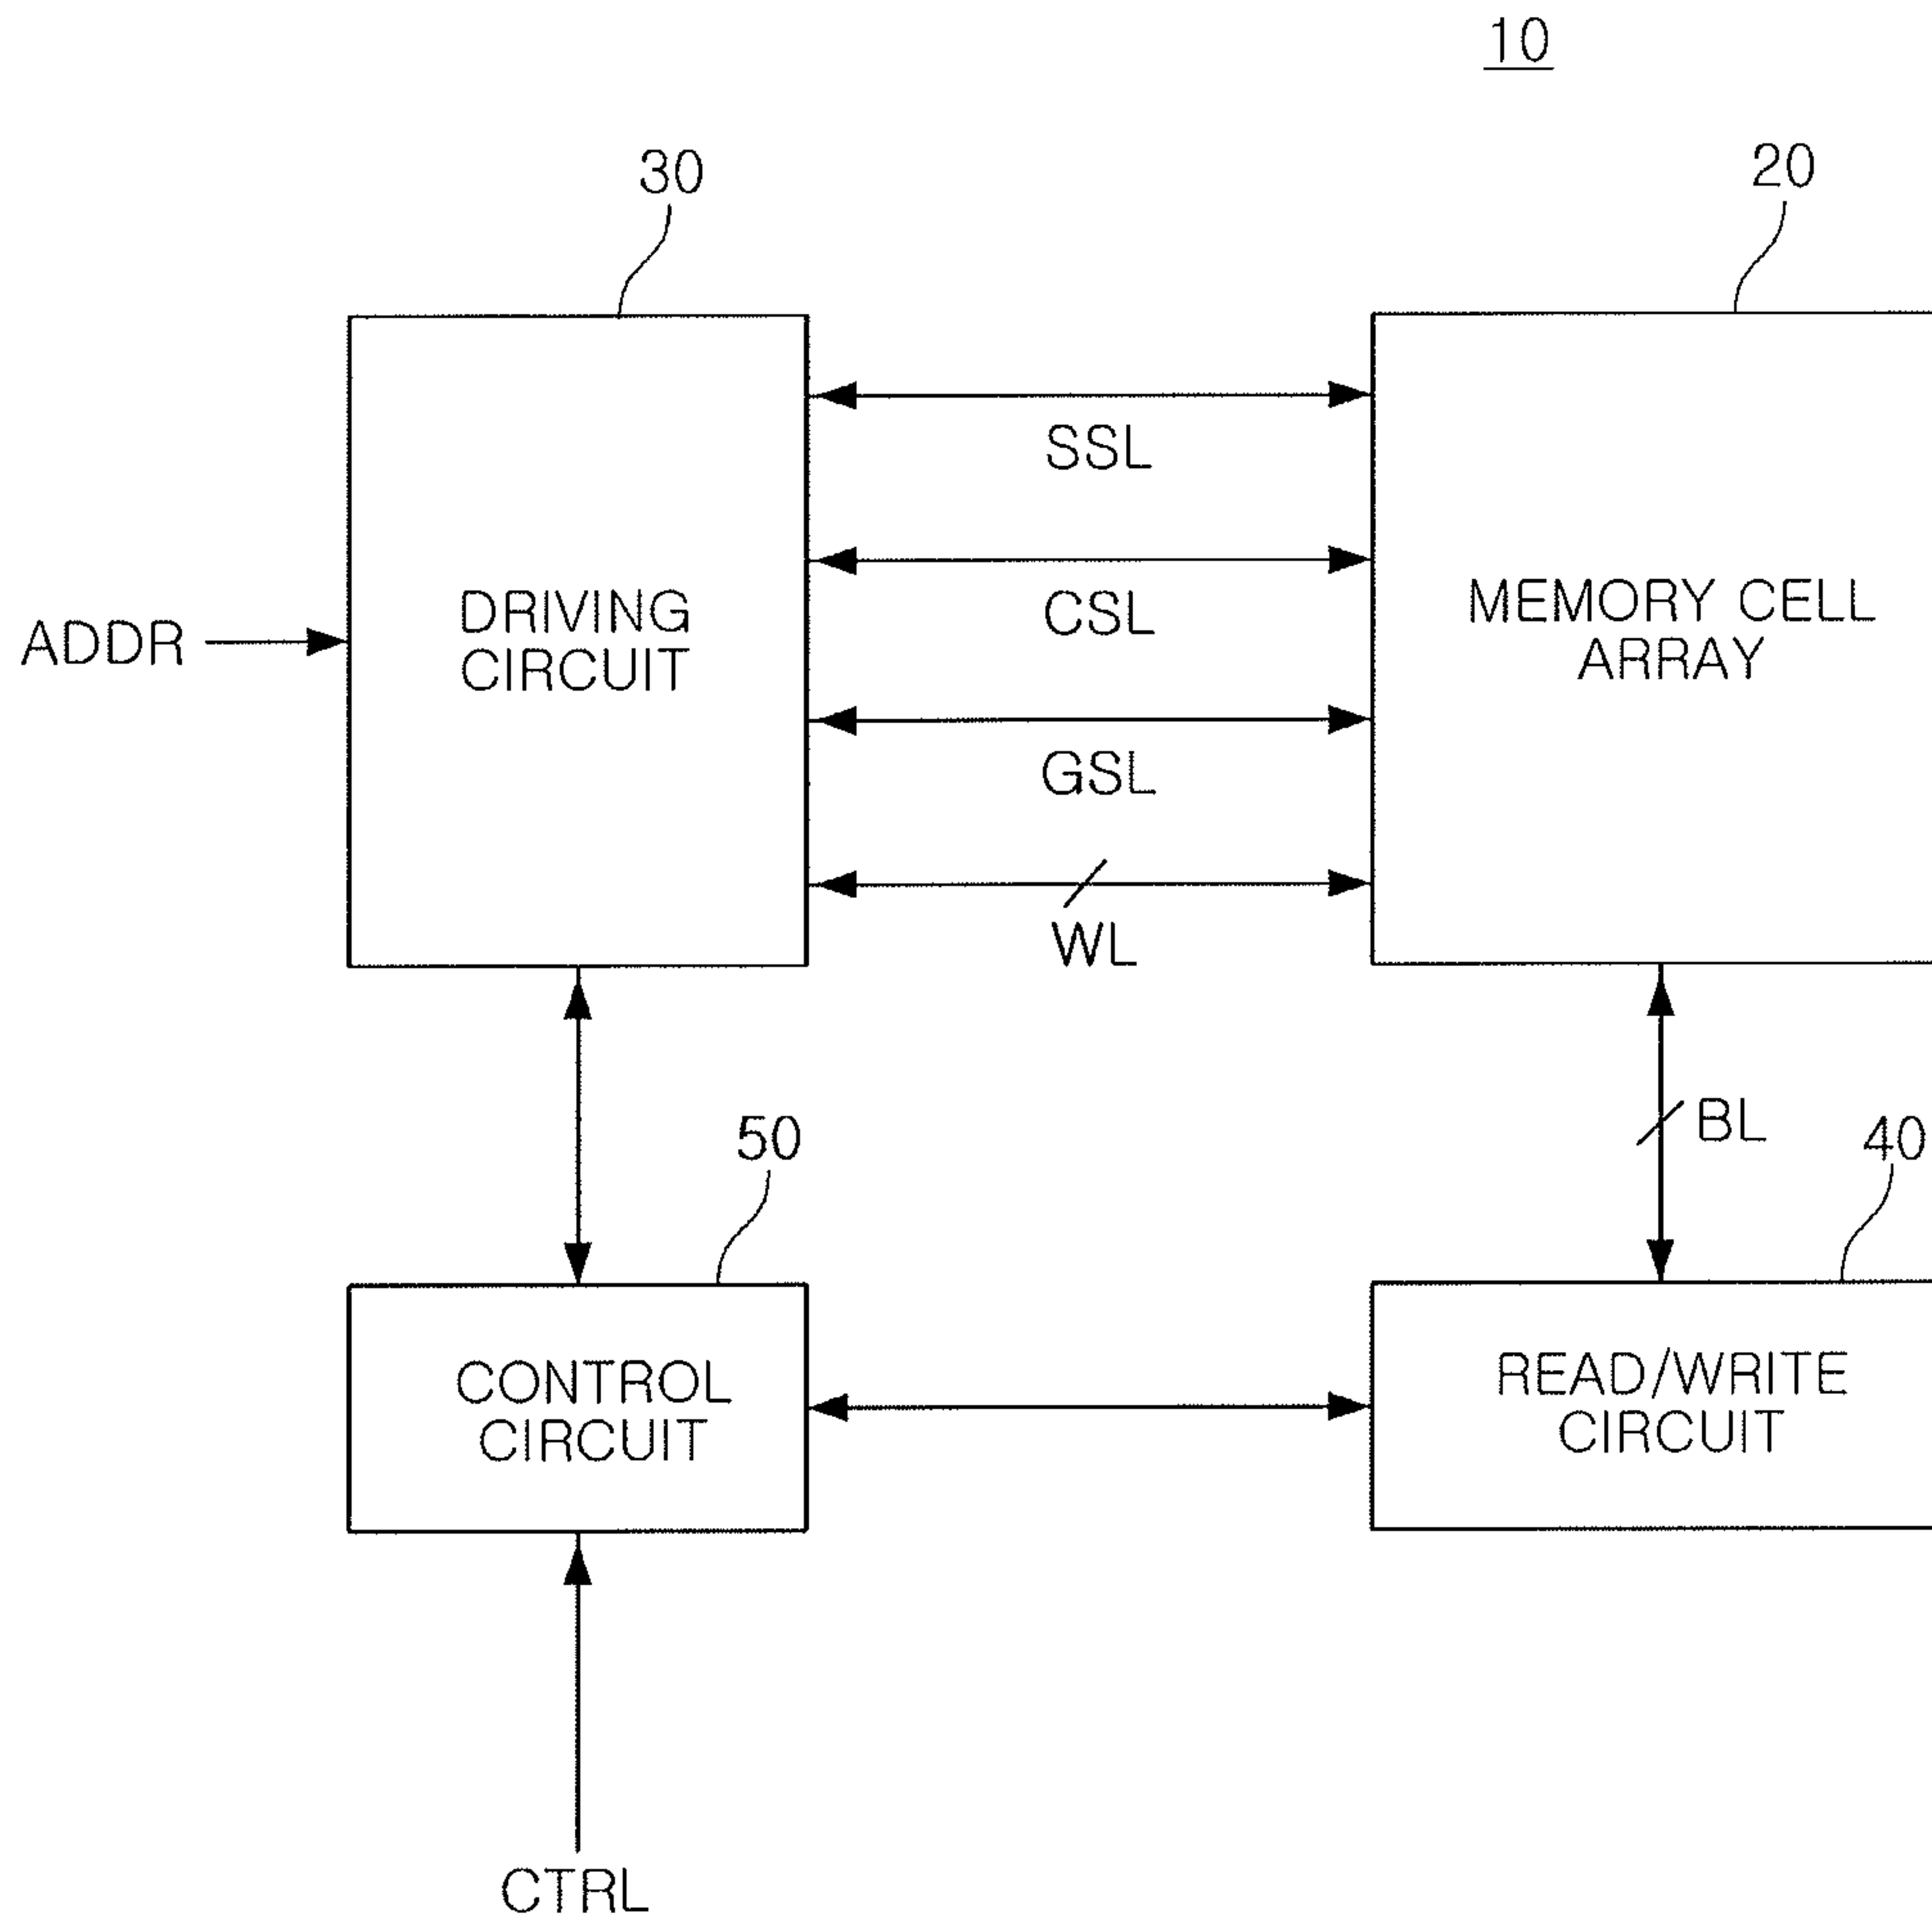 10
30
20
SSL
CSL
GSL
WL
ADDR
DRIVING
CIRCUIT
MEMORY CELL
ARRAY
BL
50
40
CONTROL
CIRCUIT
READ/WRITE
CIRCUIT
CTRL